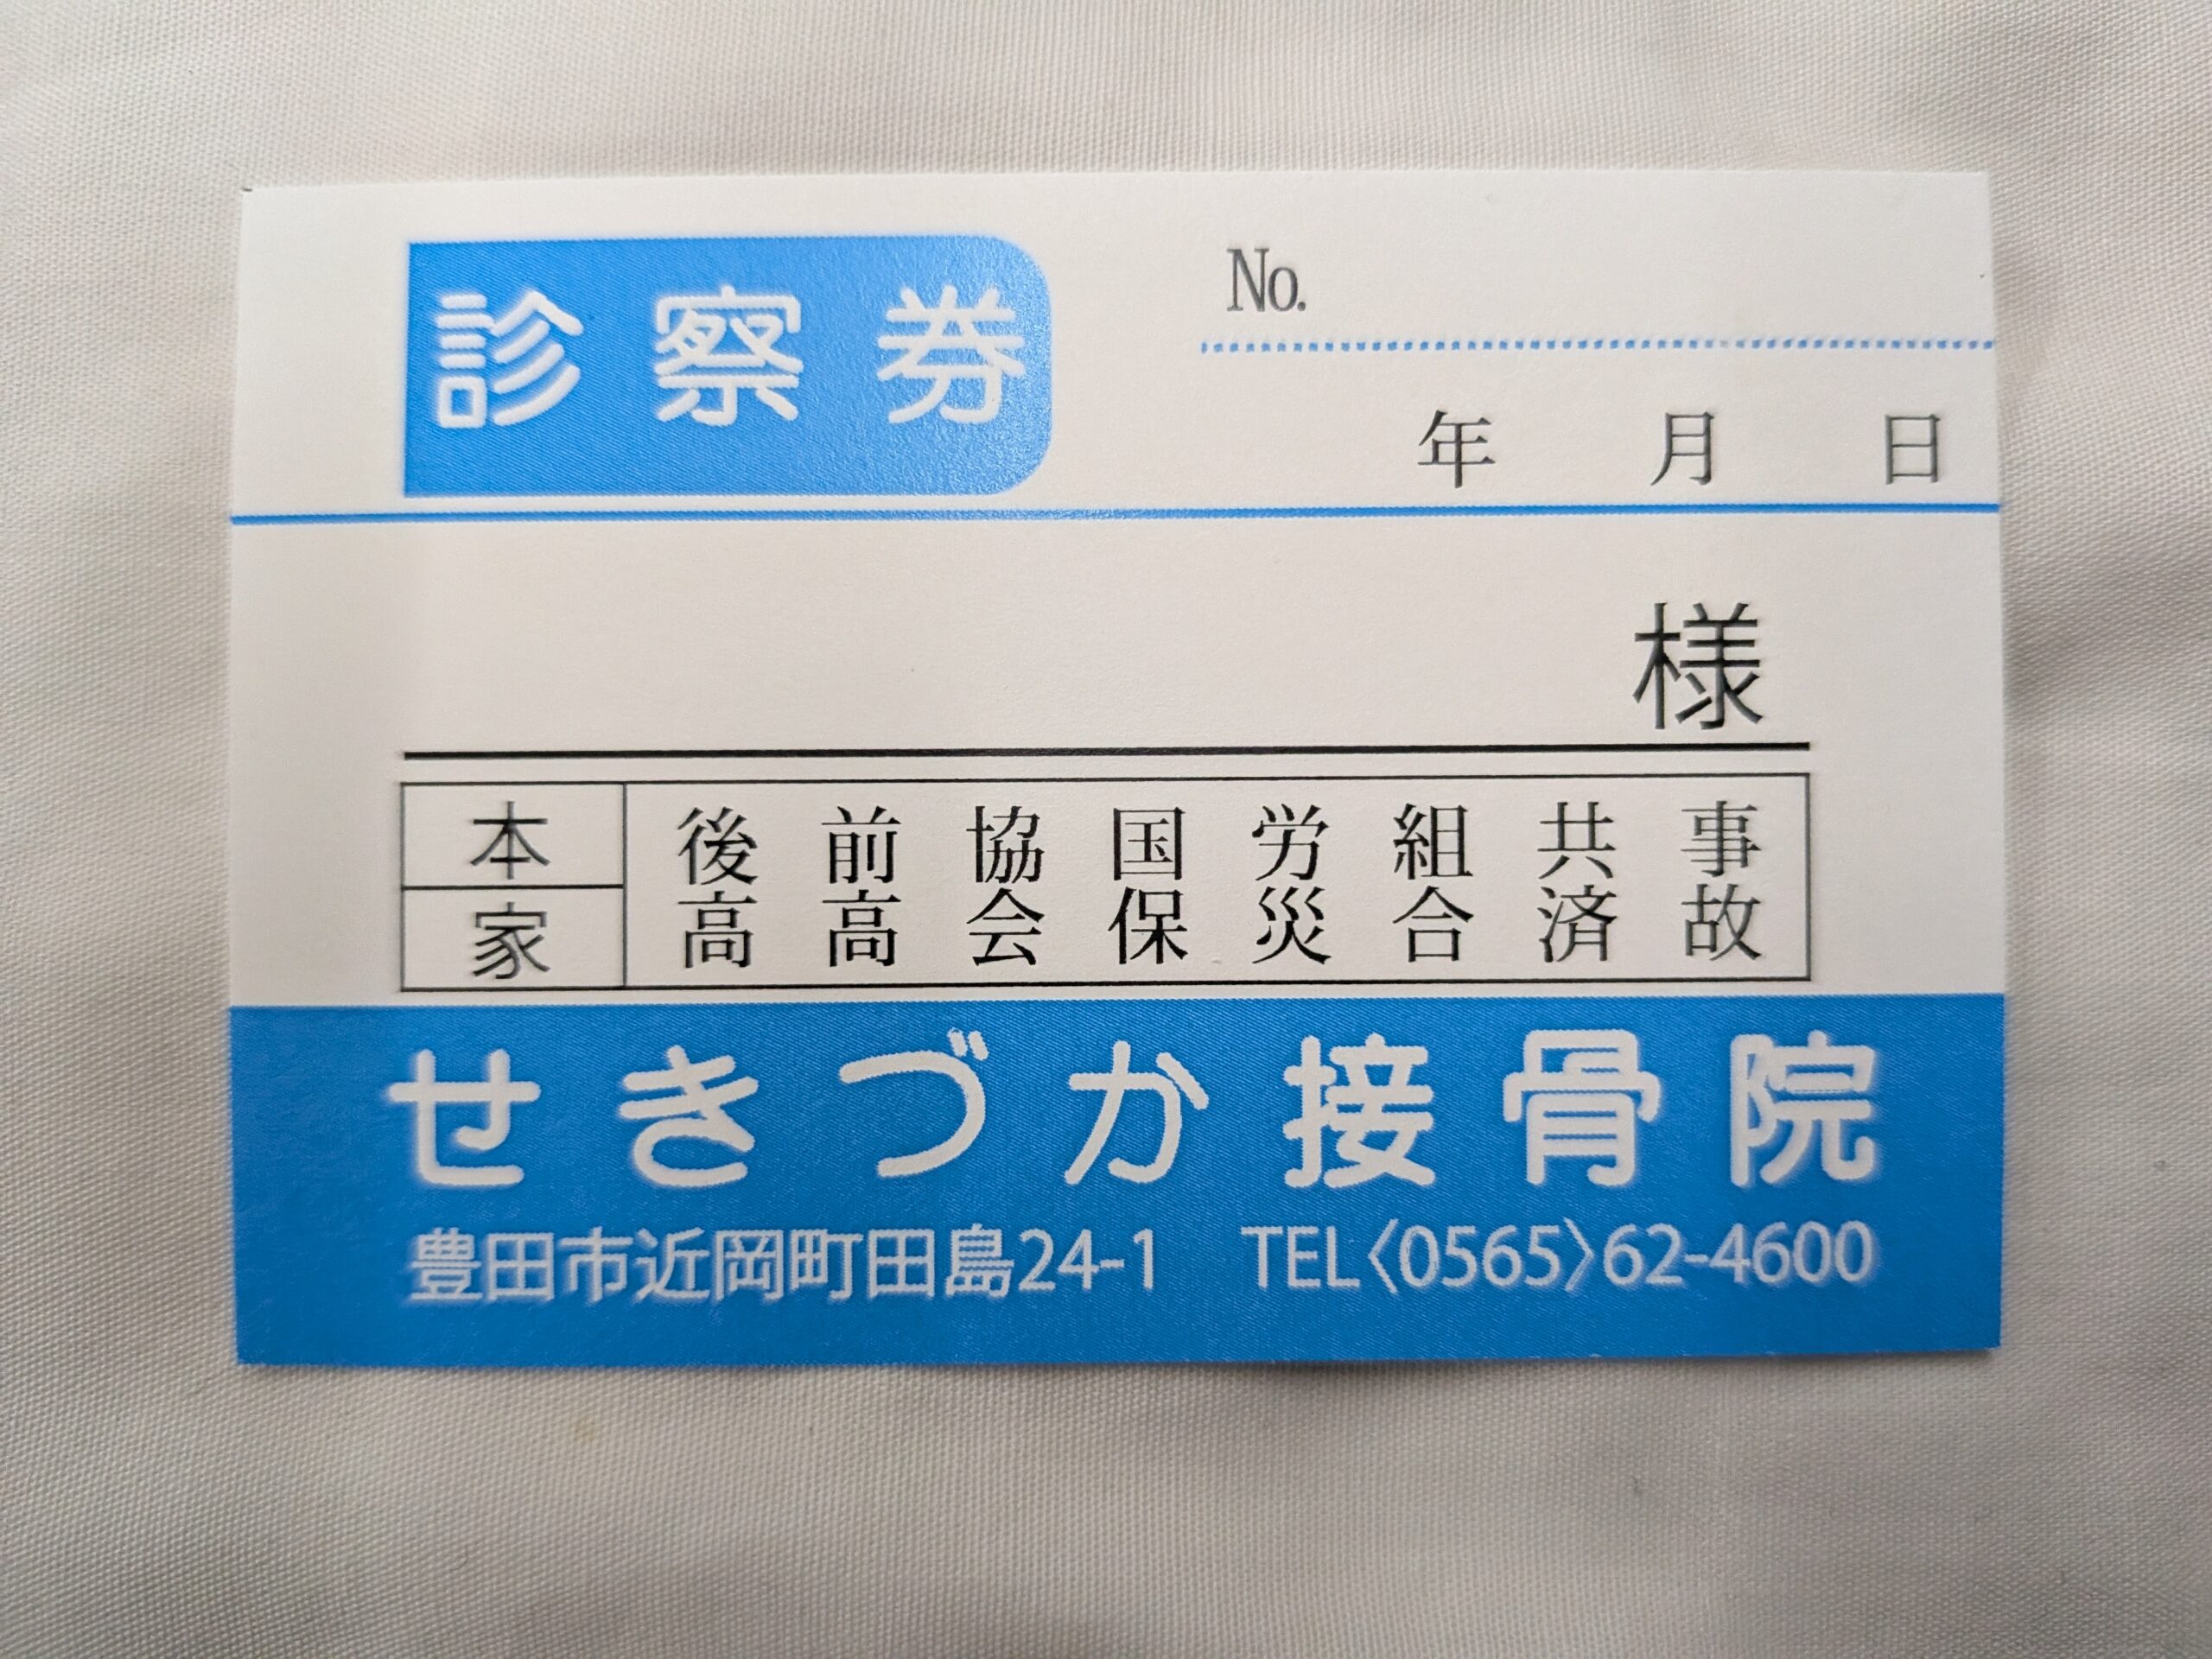 診察券
No.
年 月 日
様
本 後高 前高 協会 国保 労災 組合 共済 事故
家
せきづか接骨院
豊田市近岡町田島24-1 TEL〈0565〉62-4600